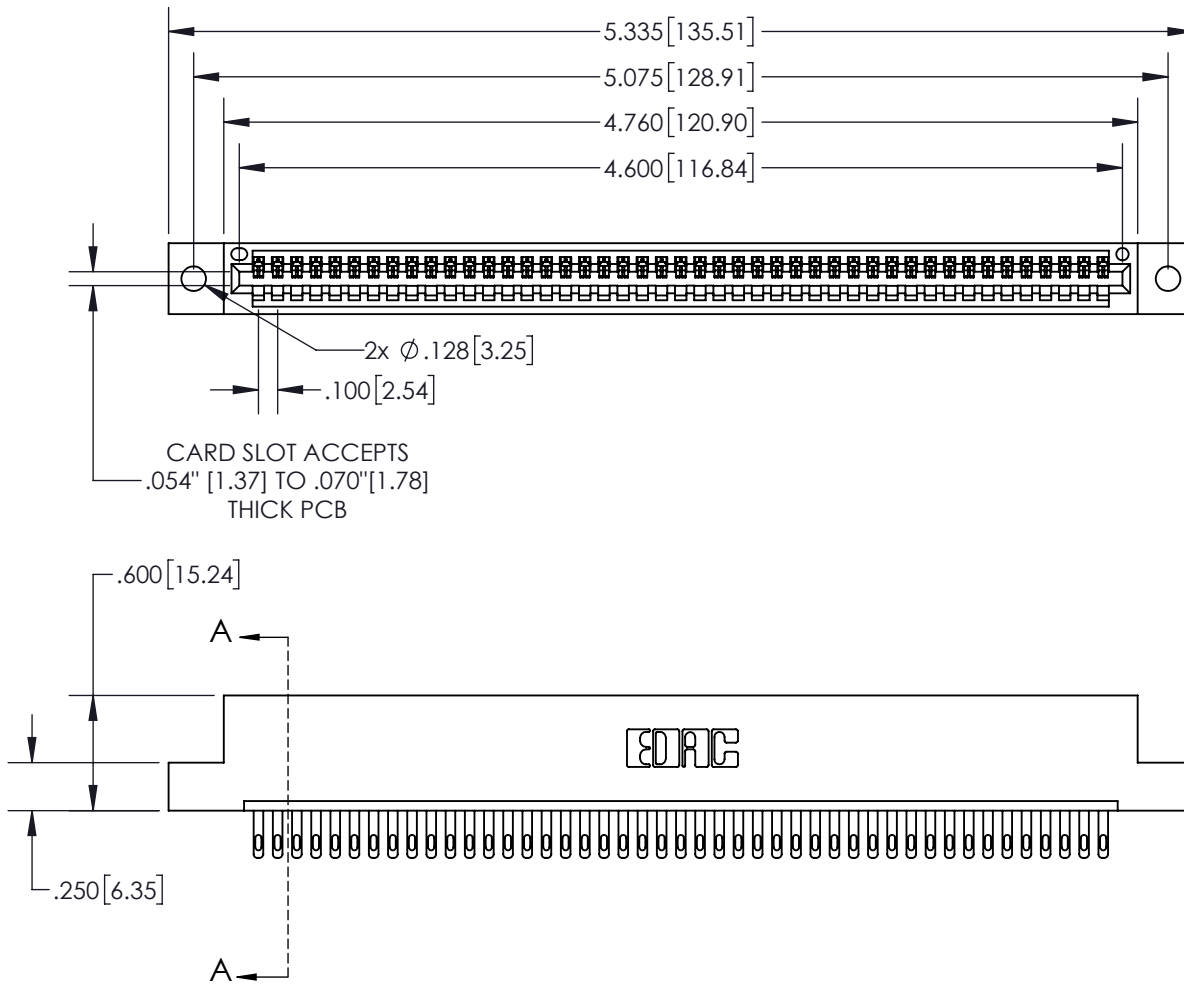 5.335[135.51]
5.075[128.91]
4.760[120.90]
4.600[116.84]
2x ⌀.128[3.25]
.100[2.54]
CARD SLOT ACCEPTS
.054" [1.37] TO .070"[1.78]
THICK PCB
.600[15.24]
A
EDAC
.250[6.35]
A